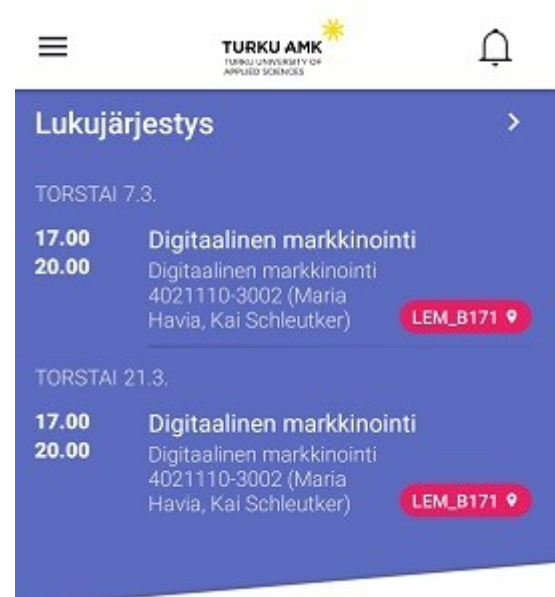 TURKU AMK
TURKU UNIVERSITY OF
APPLIED SCIENCES
Lukujärjestys
TORSTAI 7.3.
17.00 Digitaalinen markkinointi
20.00 Digitaalinen markkinointi
4021110-3002 (Maria
Havia, Kai Schleutker) LEM_B171
TORSTAI 21.3.
17.00 Digitaalinen markkinointi
20.00 Digitaalinen markkinointi
4021110-3002 (Maria
Havia, Kai Schleutker) LEM_B171